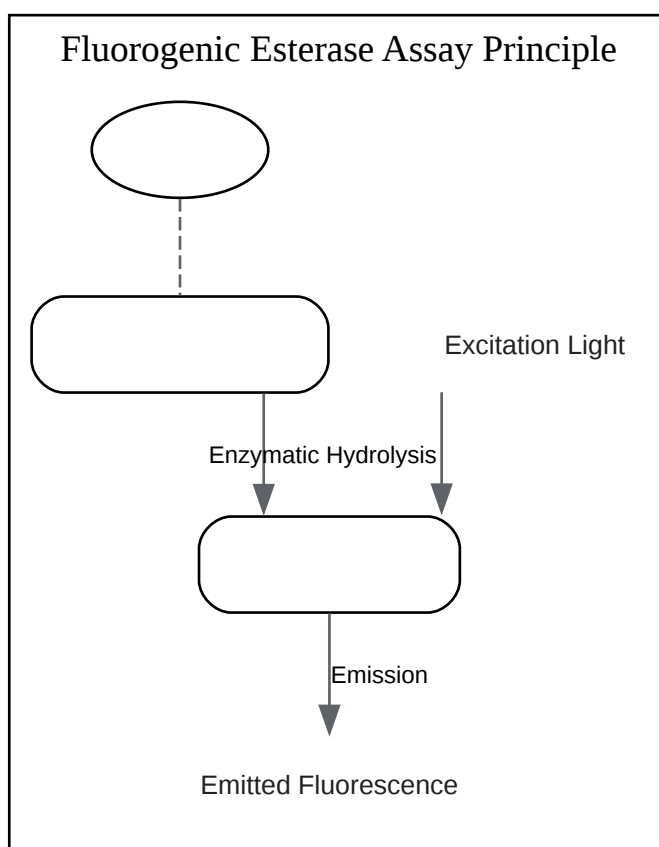 Fluorogenic Esterase Assay Principle
Excitation Light
Enzymatic Hydrolysis
Emission
Emitted Fluorescence